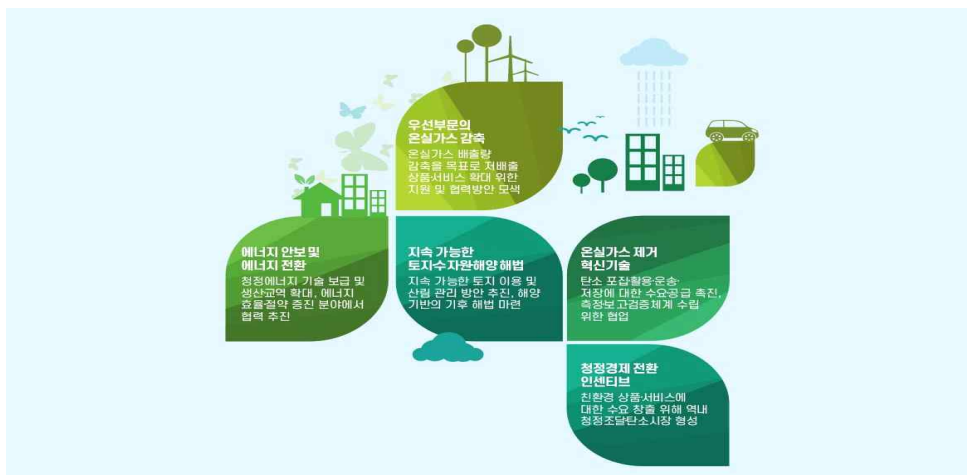 우선부문의
온실가스 감축
온실가스 배출량
감축을 목표로 저배출
상품·서비스 확대 위한
지원 및 협력방안 모색
에너지 안보 및
에너지 전환
청정에너지 기술 보급 및
생산·교역 확대, 에너지
효율·절약 증진 분야에서
협력 추진
지속 가능한
토지·수자원·해양 해법
지속 가능한 토지 이용 및
산림 관리 방안 추진, 해양
기반의 기후 해법 마련
온실가스 제거
혁신기술
탄소 포집·활용·운송·
저장에 대한 수요·공급 촉진,
측정·보고·검증체계 수립
위한 협업
청정경제 전환
인센티브
친환경 상품·서비스에
대한 수요 창출 위해 역내
청정조달·탄소시장 형성